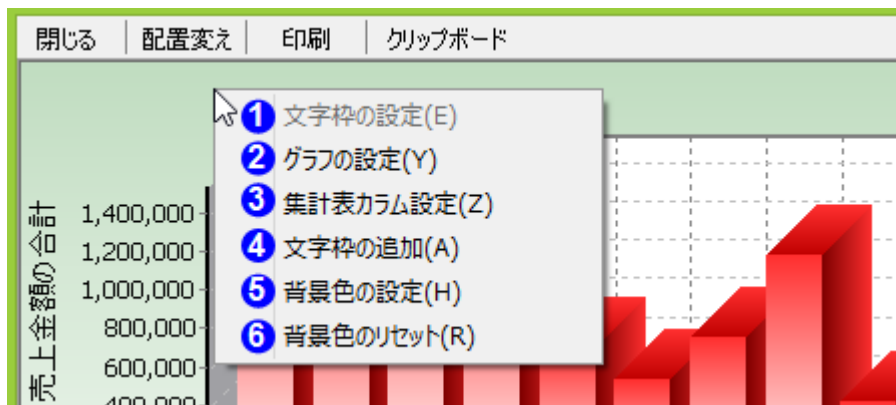 閉じる 配置変え 印刷 クリップボード
1 文字枠の設定(E)
2 グラフの設定(Y)
3 集計表カラム設定(Z)
4 文字枠の追加(A)
5 背景色の設定(H)
6 背景色のリセット(R)
売上金額の合計
1,400,000
1,200,000
1,000,000
800,000
600,000
400,000